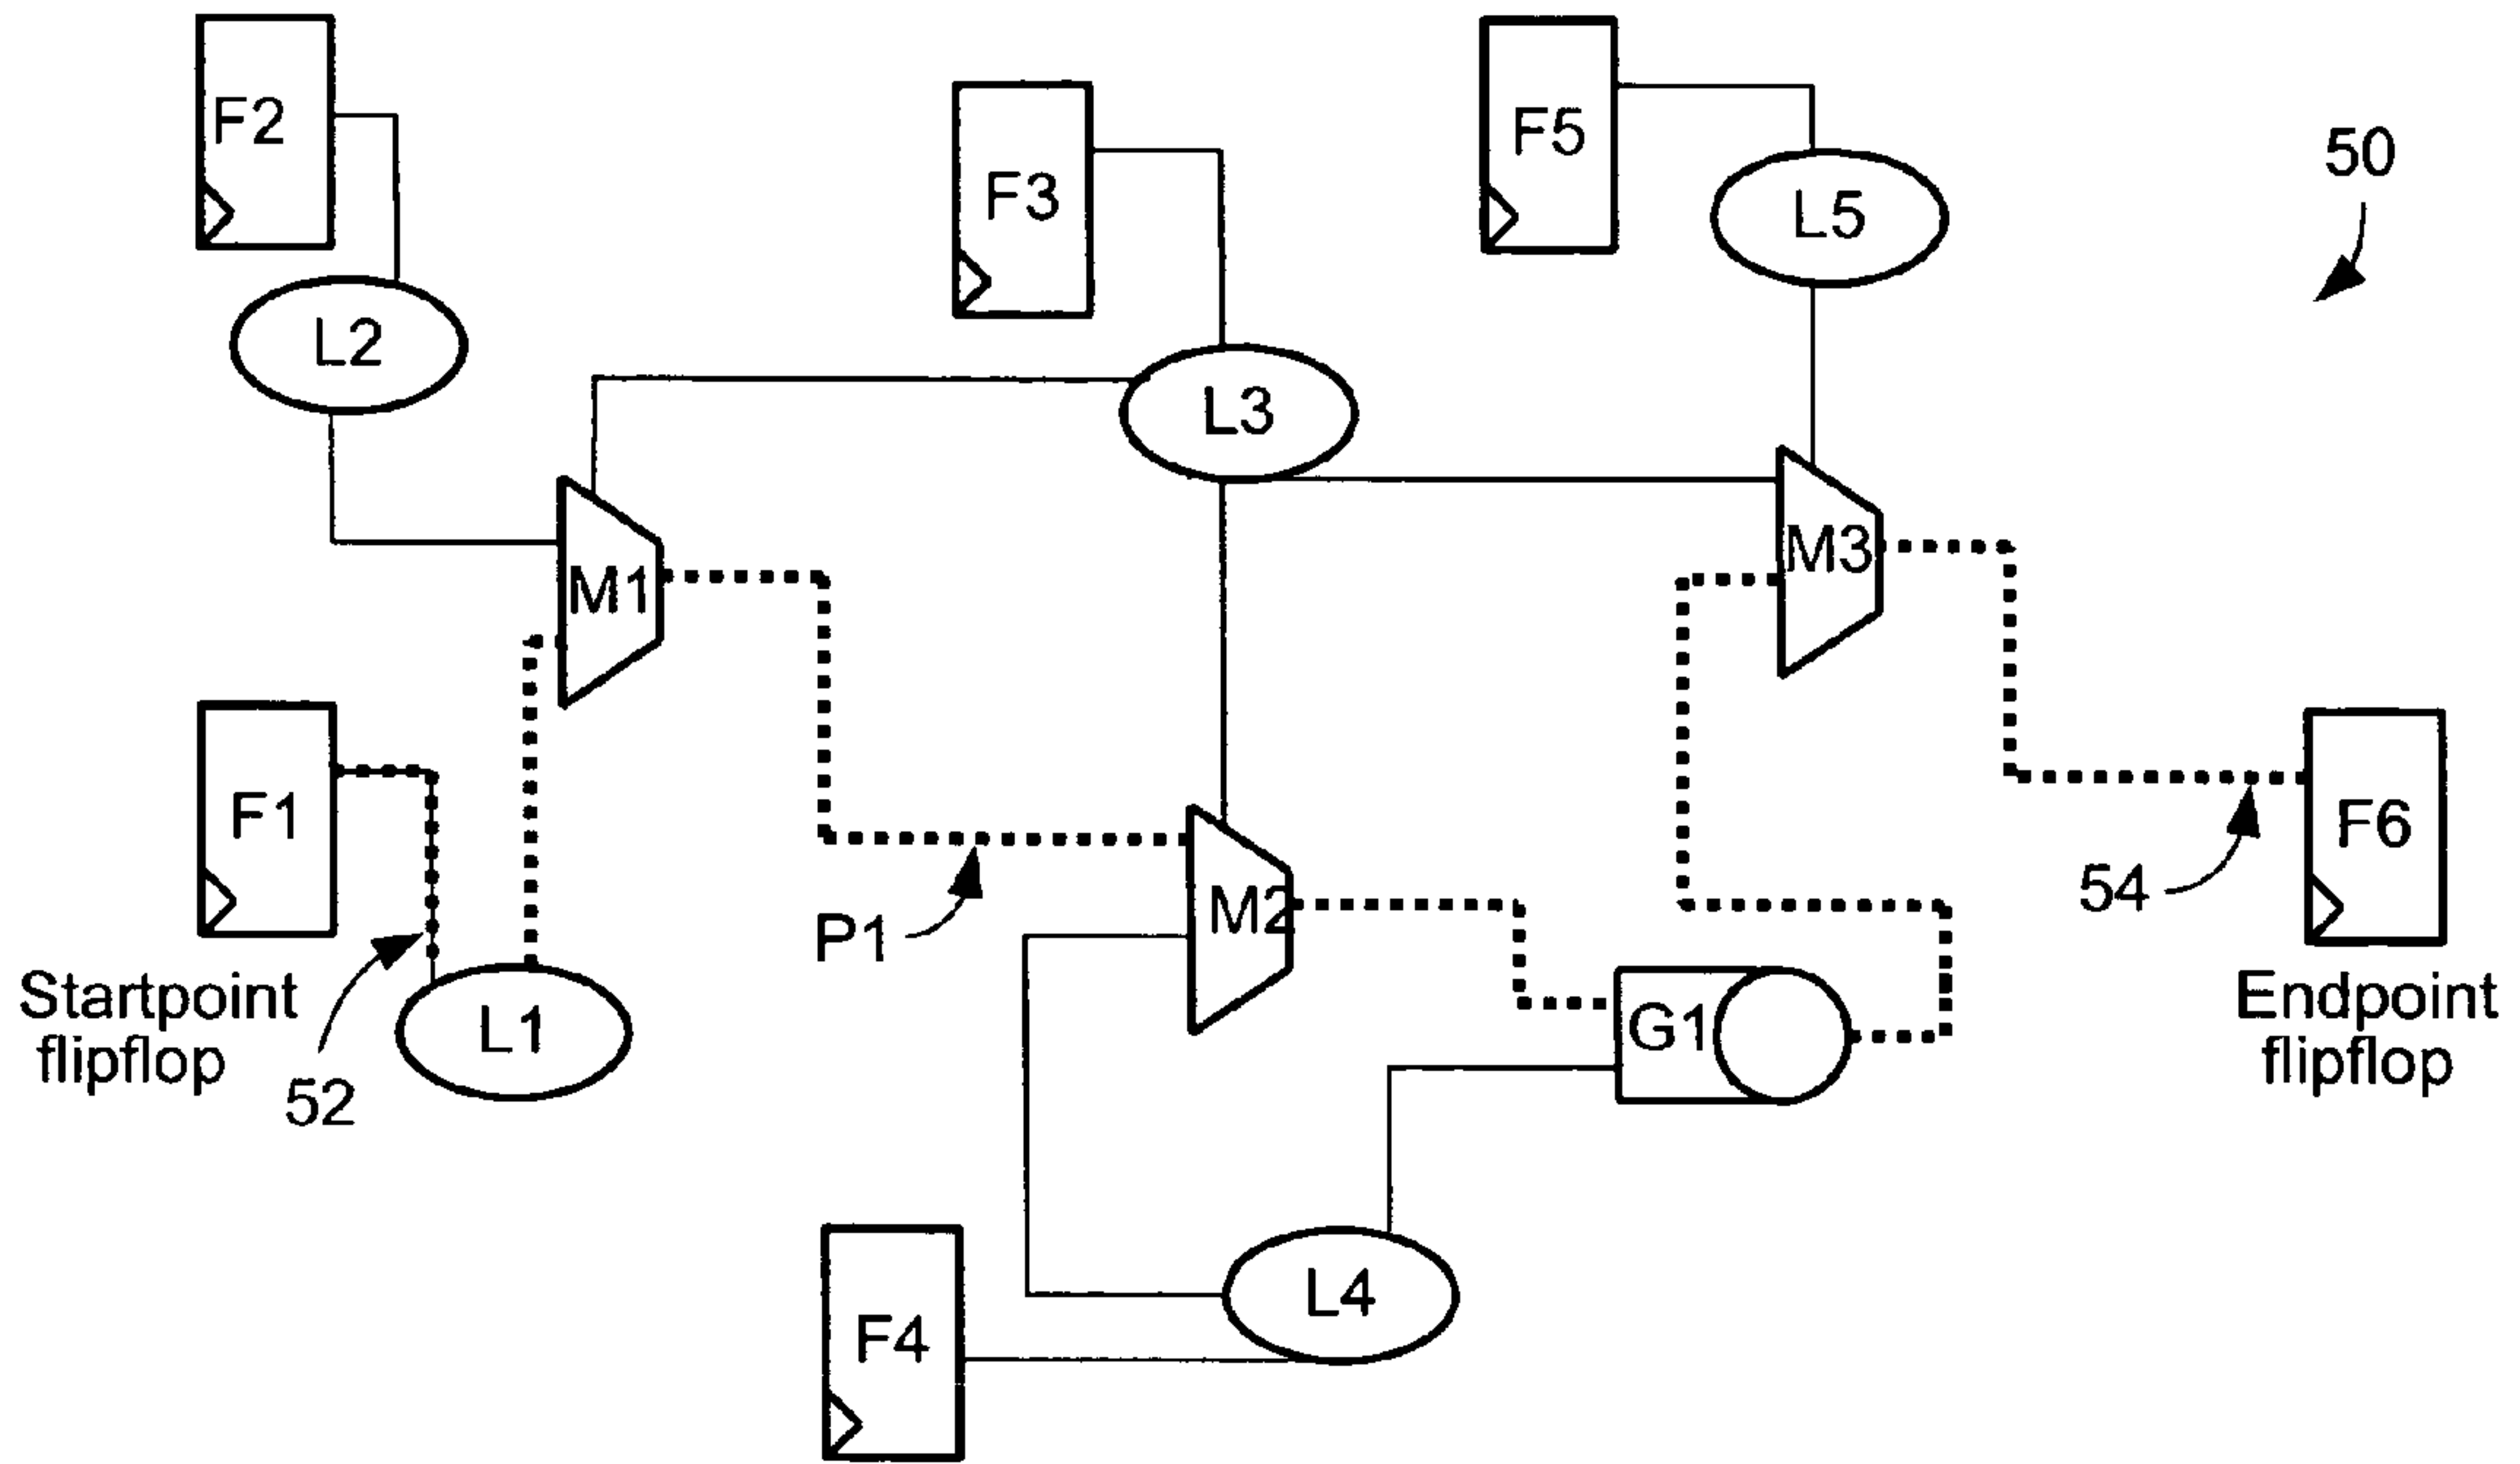 F2
F3
F5
50
L5
L2
L3
M3
M1
F1
F6
54
M2
P1
Startpoint
flipflop
52
L1
G1
Endpoint
flipflop
L4
F4